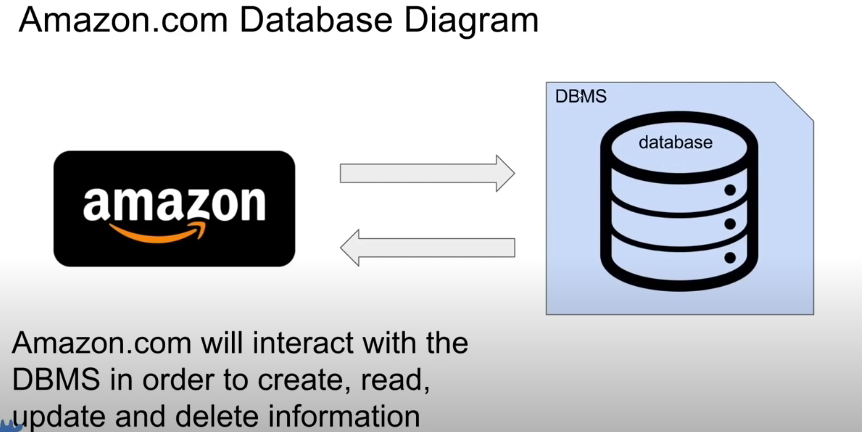 Amazon.com Database Diagram
DBMS
database
amazon
Amazon.com will interact with the
DBMS in order to create, read,
update and delete information